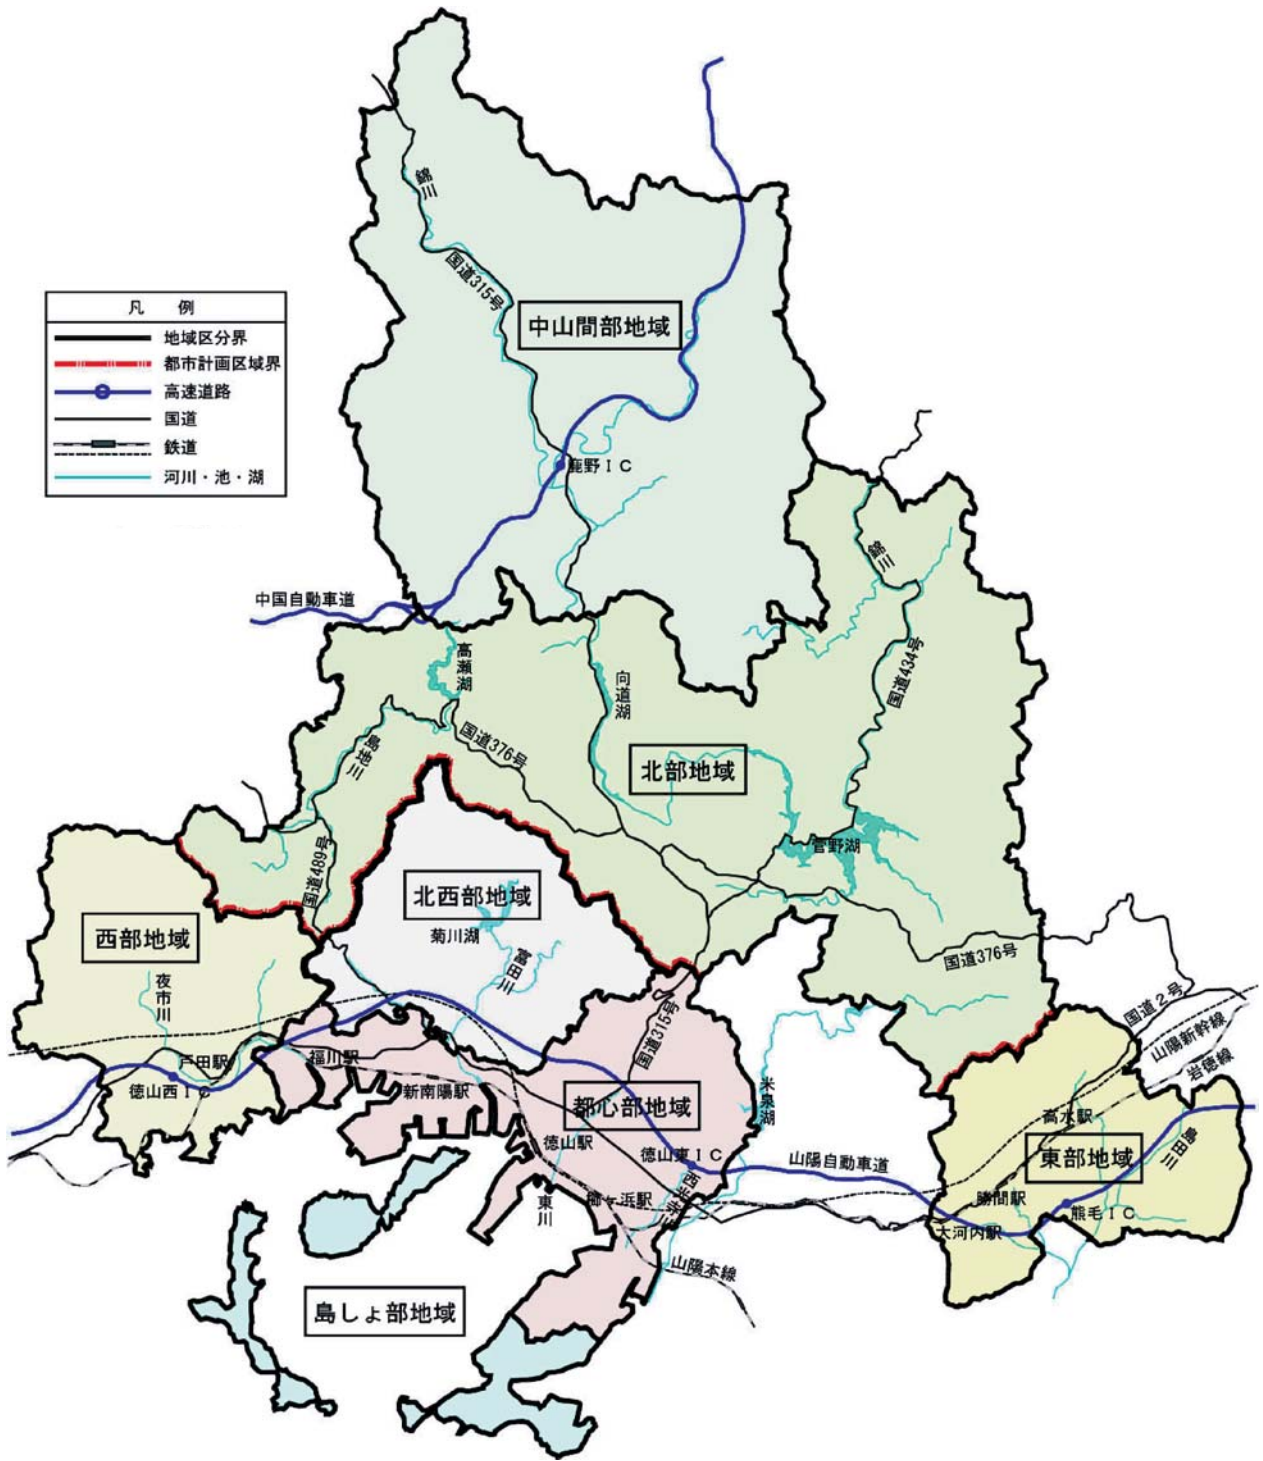 錦川
国道315号
中山間部地域
凡 例
地域区分界
都市計画区域界
高速道路
国道
鉄道
河川・池・湖
鹿野ＩＣ
錦川
中国自動車道
高瀬湖
向道湖
国道434号
島地川
国道376号
北部地域
国道489号
菅野湖
北西部地域
菊川湖
富田川
西部地域
夜市川
国道376号
国道２号
山陽新幹線
岩徳線
国道315号
戸田駅
福川駅
徳山西ＩＣ
新南陽駅
都心部地域
米泉湖
高水駅
島田川
徳山駅
徳山東ＩＣ
山陽自動車道
東部地域
東川
櫛ヶ浜駅
勝間駅
熊毛ＩＣ
大河内駅
山陽本線
島しょ部地域